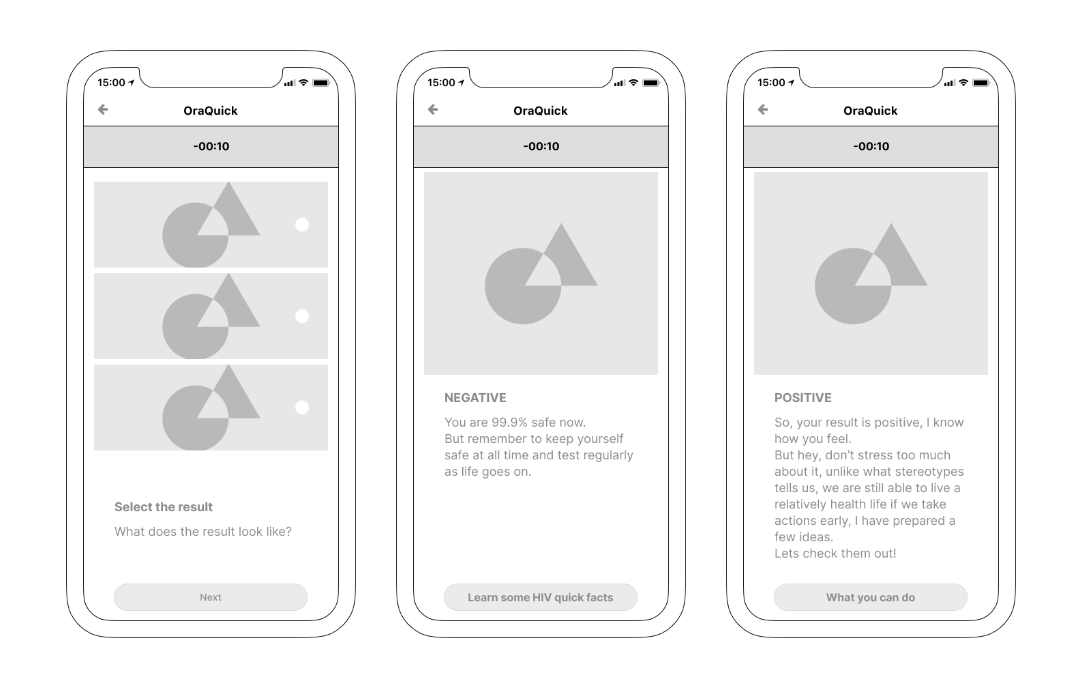 15:00
OraQuick
-00:10
Select the result
What does the result look like?
Next
15:00
OraQuick
-00:10
NEGATIVE
You are 99.9% safe now.
But remember to keep yourself
safe at all time and test regularly
as life goes on.
Learn some HIV quick facts
15:00
OraQuick
-00:10
POSITIVE
So, your result is positive, I know
how you feel.
But hey, don't stress too much
about it, unlike what stereotypes
tells us, we are still able to live a
relatively health life if we take
actions early, I have prepared a
few ideas.
Lets check them out!
What you can do